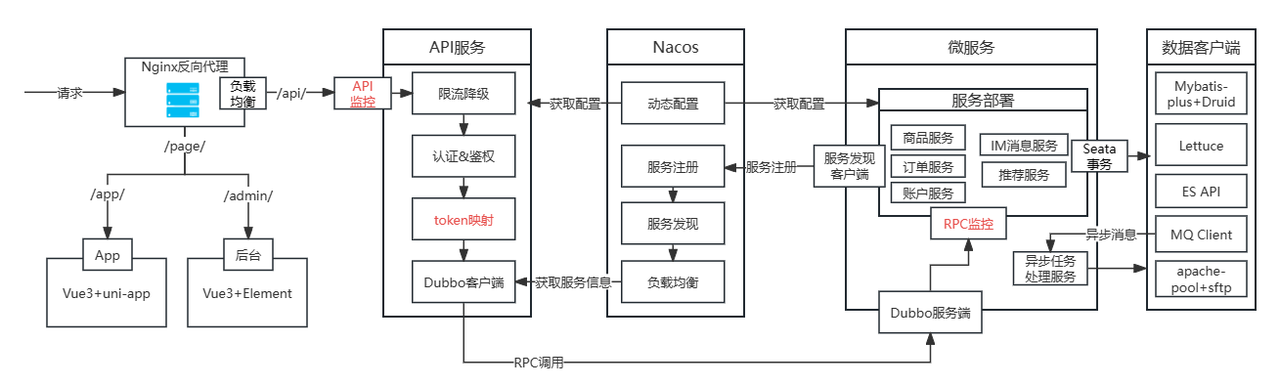 请求
Nginx反向代理
负载
均衡
/api/
/page/
/app/
/admin/
App
Vue3+uni-app
后台
Vue3+Element
API
监控
API服务
限流降级
认证&鉴权
token映射
Dubbo客户端
获取配置
获取服务信息
RPC调用
Nacos
动态配置
服务注册
服务发现
负载均衡
获取配置
服务注册
微服务
服务部署
商品服务
订单服务
账户服务
IM消息服务
推荐服务
服务发现
客户端
RPC监控
Dubbo服务端
Seata
事务
异步消息
异步任务
处理服务
数据客户端
Mybatis-
plus+Druid
Lettuce
ES API
MQ Client
apache-
pool+sftp